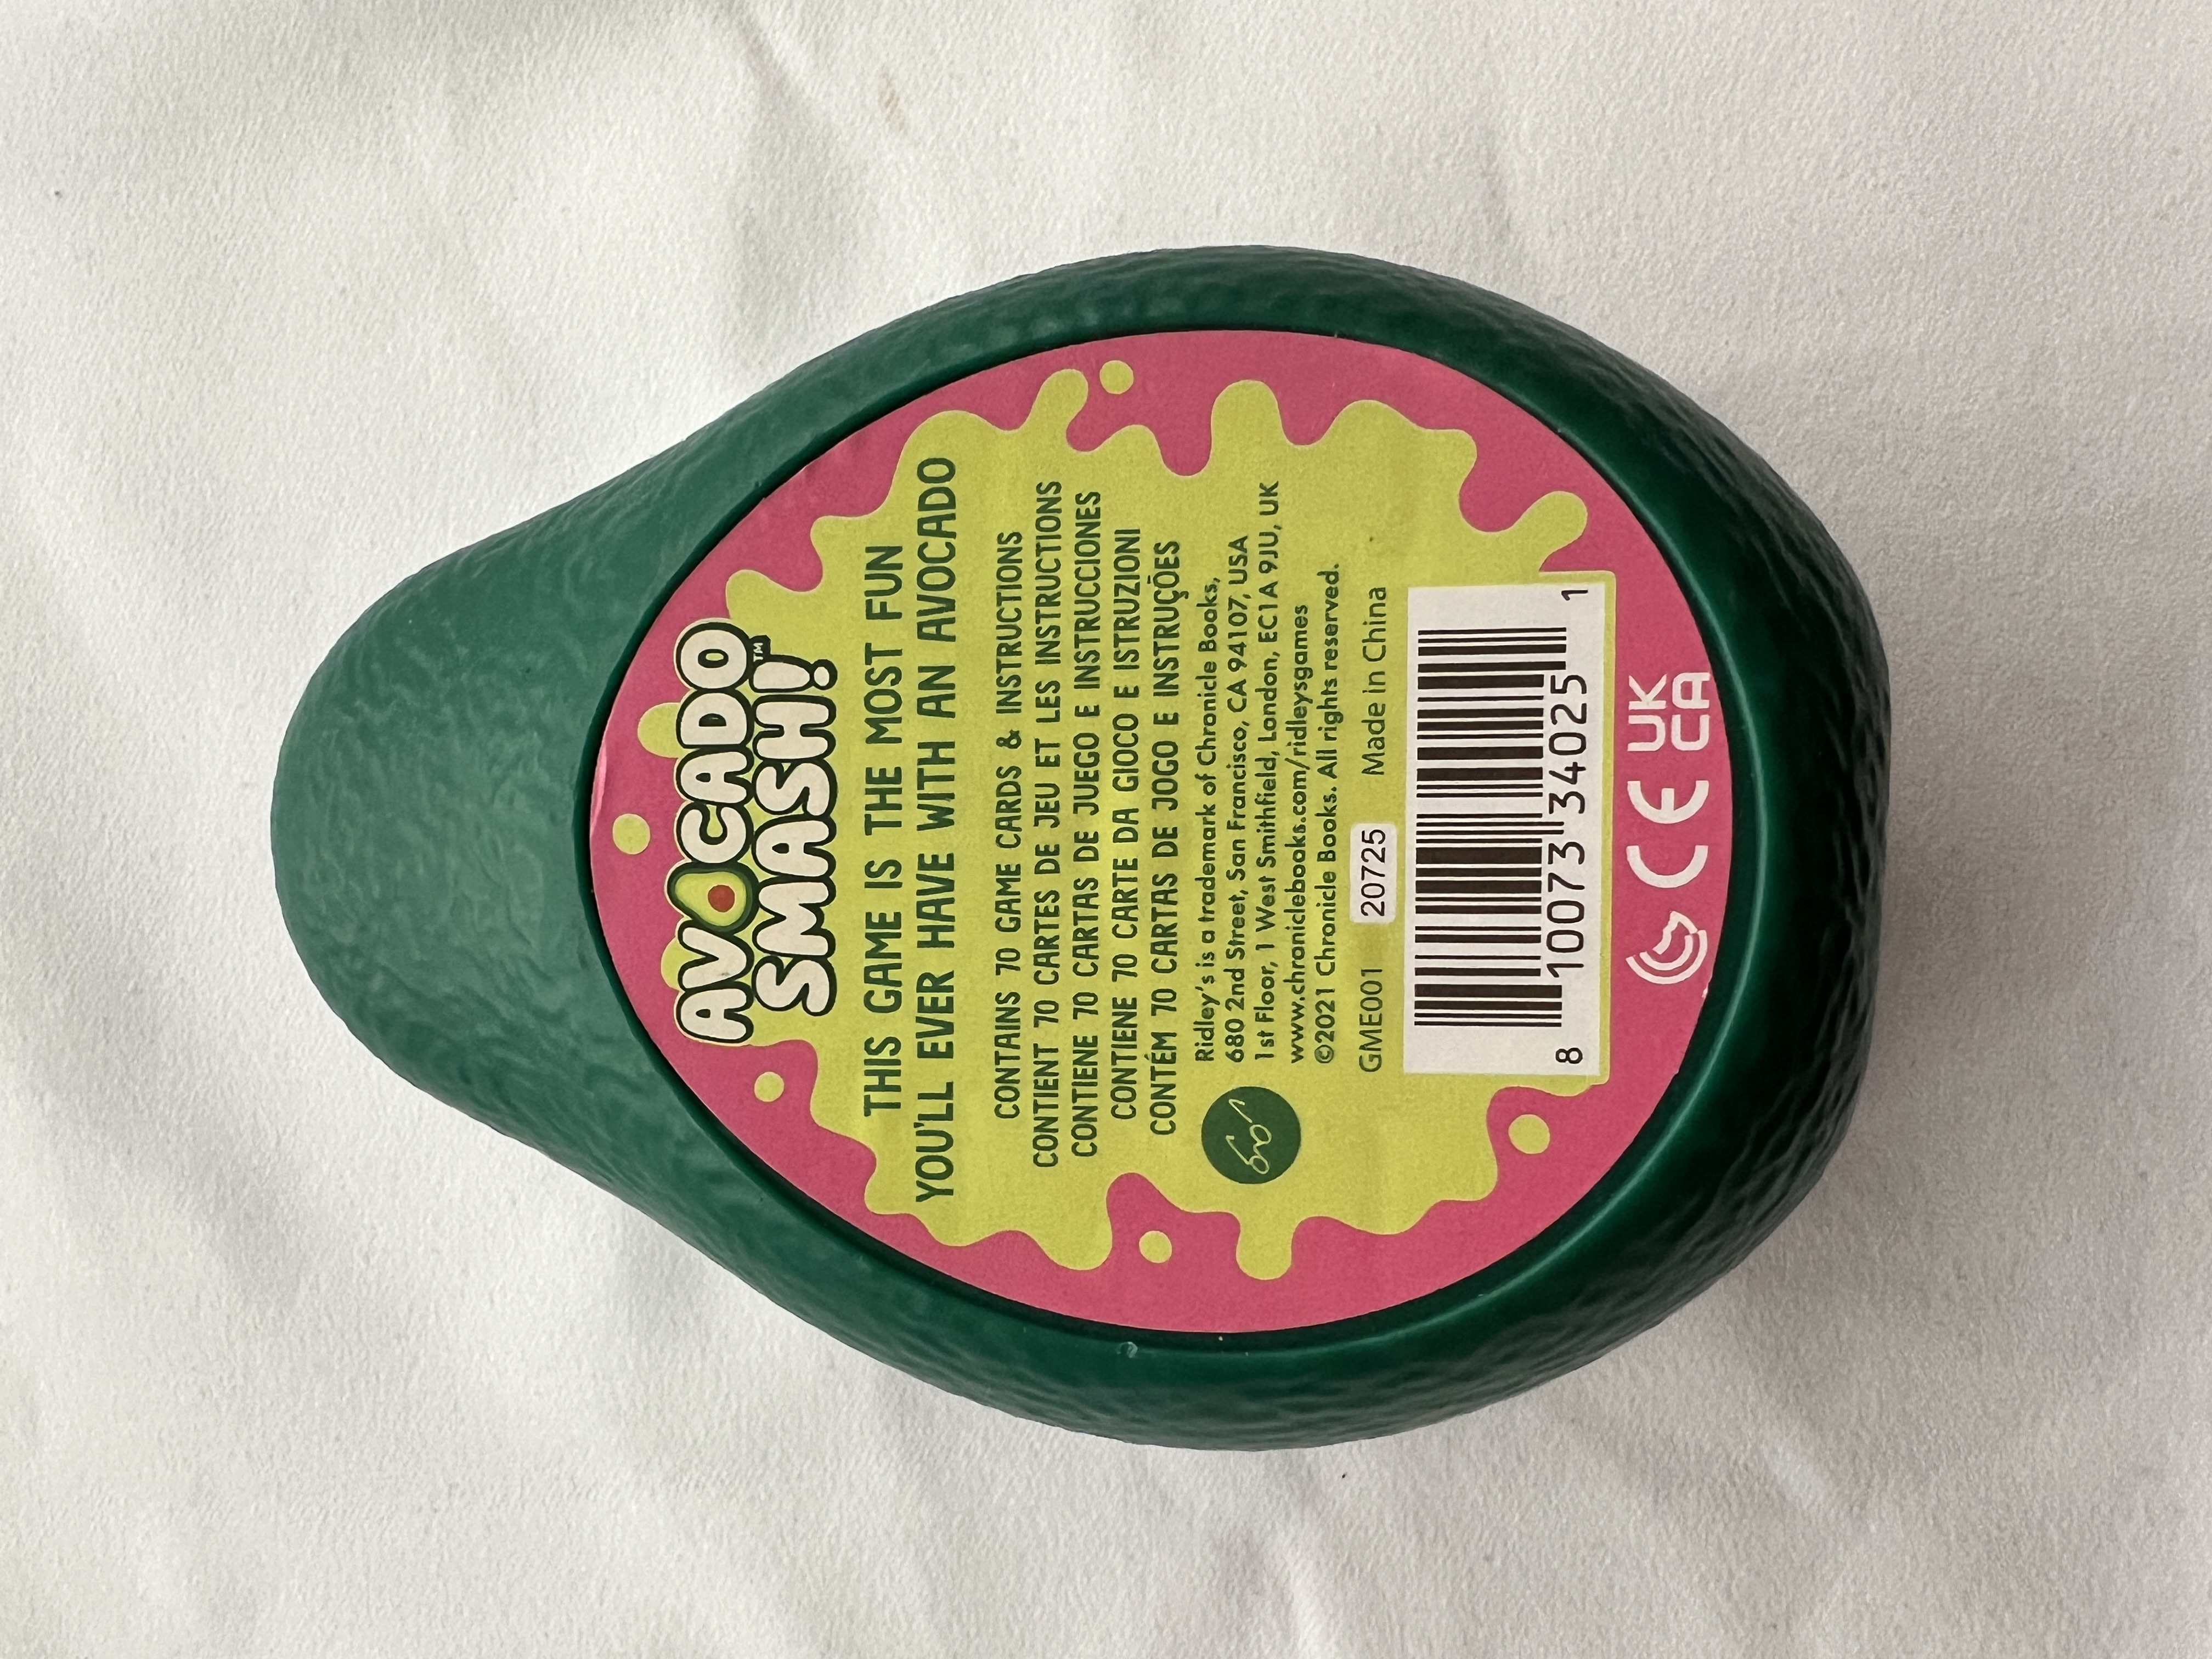 AVOCADO
SMASH!™
THIS GAME IS THE MOST FUN
YOU'LL EVER HAVE WITH AN AVOCADO
CONTAINS 70 GAME CARDS & INSTRUCTIONS
CONTIENT 70 CARTES DE JEU ET LES INSTRUCTIONS
CONTIENE 70 CARTAS DE JUEGO E INSTRUCCIONES
CONTIENE 70 CARTE DA GIOCO E ISTRUZIONI
CONTÉM 70 CARTAS DE JOGO E INSTRUÇÕES
Ridley's is a trademark of Chronicle Books,
680 2nd Street, San Francisco, CA 94107, USA
1st Floor, 1 West Smithfield, London, EC1A 9JU, UK
www.chroniclebooks.com/ridleysgames
©2021 Chronicle Books. All rights reserved.
GME001 20725 Made in China
8 10073 34025 1
CE UK
CA